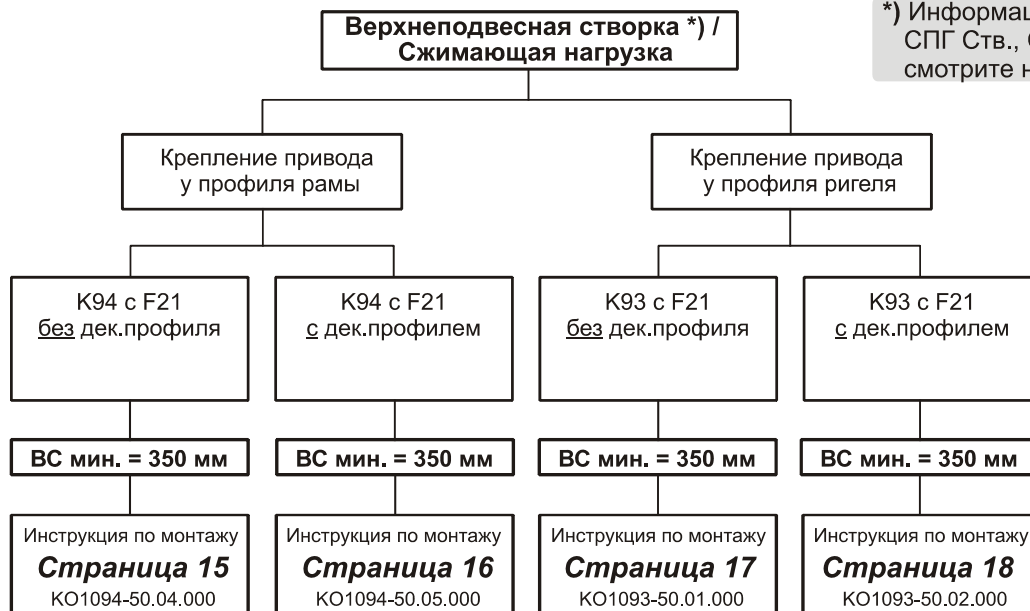 Верхнеподвесная створка *) /
Сжимающая нагрузка
*) Информац
СПГ Ств.,
смотрите н
Крепление привода
у профиля рамы
Крепление привода
у профиля ригеля
K94 с F21
без дек.профиля
K94 с F21
с дек.профилем
K93 с F21
без дек.профиля
K93 с F21
с дек.профилем
ВС мин. = 350 мм
ВС мин. = 350 мм
ВС мин. = 350 мм
ВС мин. = 350 мм
Инструкция по монтажу
Страница 15
KO1094-50.04.000
Инструкция по монтажу
Страница 16
KO1094-50.05.000
Инструкция по монтажу
Страница 17
KO1093-50.01.000
Инструкция по монтажу
Страница 18
KO1093-50.02.000